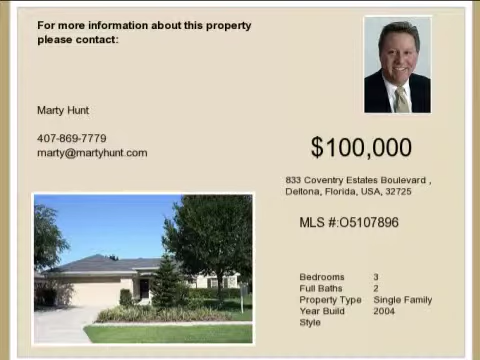 For more information about this property
please contact:
Marty Hunt
407-869-7779
marty@martyhunt.com
$100,000
833 Coventry Estates Boulevard ,
Deltona, Florida, USA, 32725
MLS #:O5107896
Bedrooms 3
Full Baths 2
Property Type Single Family
Year Build 2004
Style